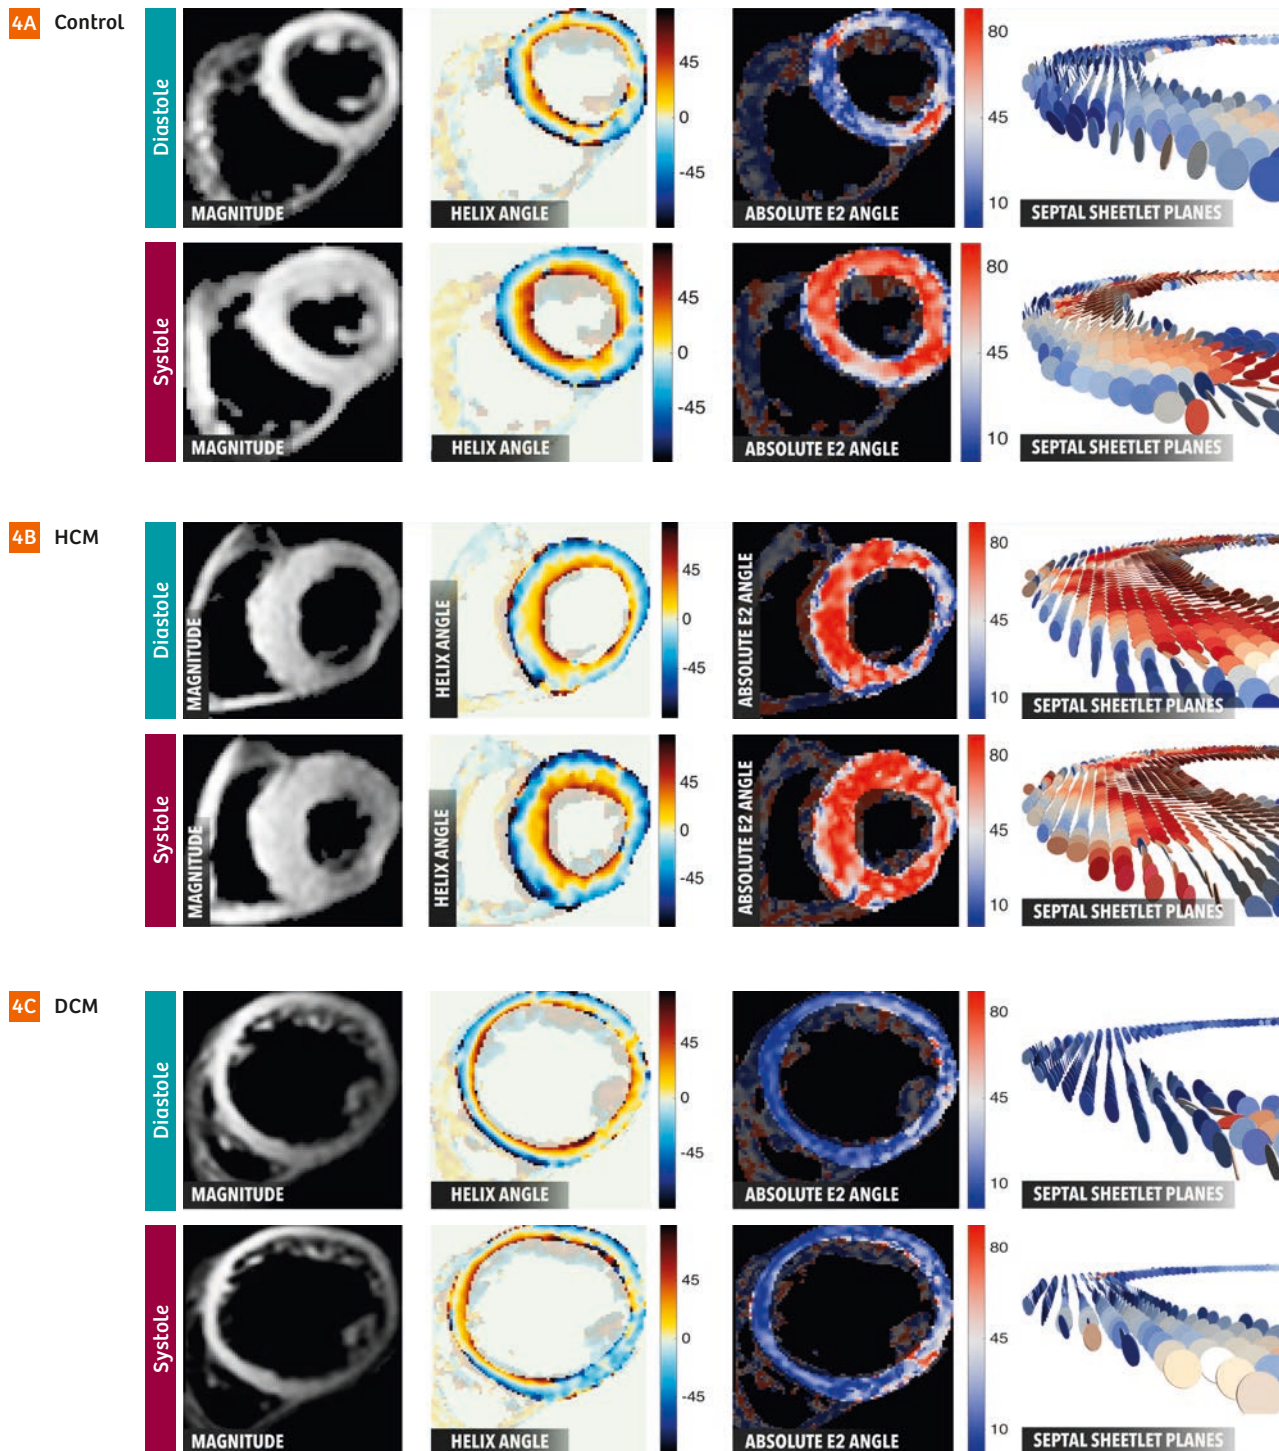 4A Control
Diastole
MAGNITUDE
HELIX ANGLE
45
0
-45
ABSOLUTE E2 ANGLE
80
45
10
SEPTAL SHEETLET PLANES
Systole
MAGNITUDE
HELIX ANGLE
45
0
-45
ABSOLUTE E2 ANGLE
80
45
10
SEPTAL SHEETLET PLANES
4B HCM
Diastole
MAGNITUDE
HELIX ANGLE
45
0
-45
ABSOLUTE E2 ANGLE
80
45
10
SEPTAL SHEETLET PLANES
Systole
MAGNITUDE
HELIX ANGLE
45
0
-45
ABSOLUTE E2 ANGLE
80
45
10
SEPTAL SHEETLET PLANES
4C DCM
Diastole
MAGNITUDE
HELIX ANGLE
45
0
-45
ABSOLUTE E2 ANGLE
80
45
10
SEPTAL SHEETLET PLANES
Systole
MAGNITUDE
HELIX ANGLE
45
0
-45
ABSOLUTE E2 ANGLE
80
45
10
SEPTAL SHEETLET PLANES